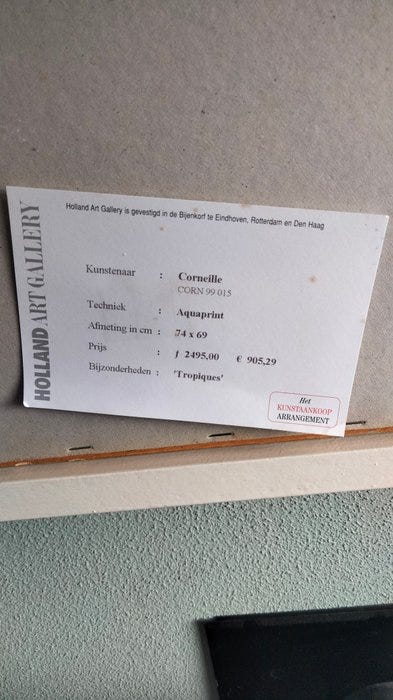 HOLLAND ART GALLERY
Holland Art Gallery is gevestigd in de Bijenkorf te Eindhoven, Rotterdam en Den Haag
Kunstenaar : Corneille
CORN 99 015
Techniek : Aquaprint
Afmeting in cm : 74 x 69
Prijs : ƒ 2495,00 € 905,29
Bijzonderheden : 'Tropiques'
Het
KUNSTAANKOOP
ARRANGEMENT